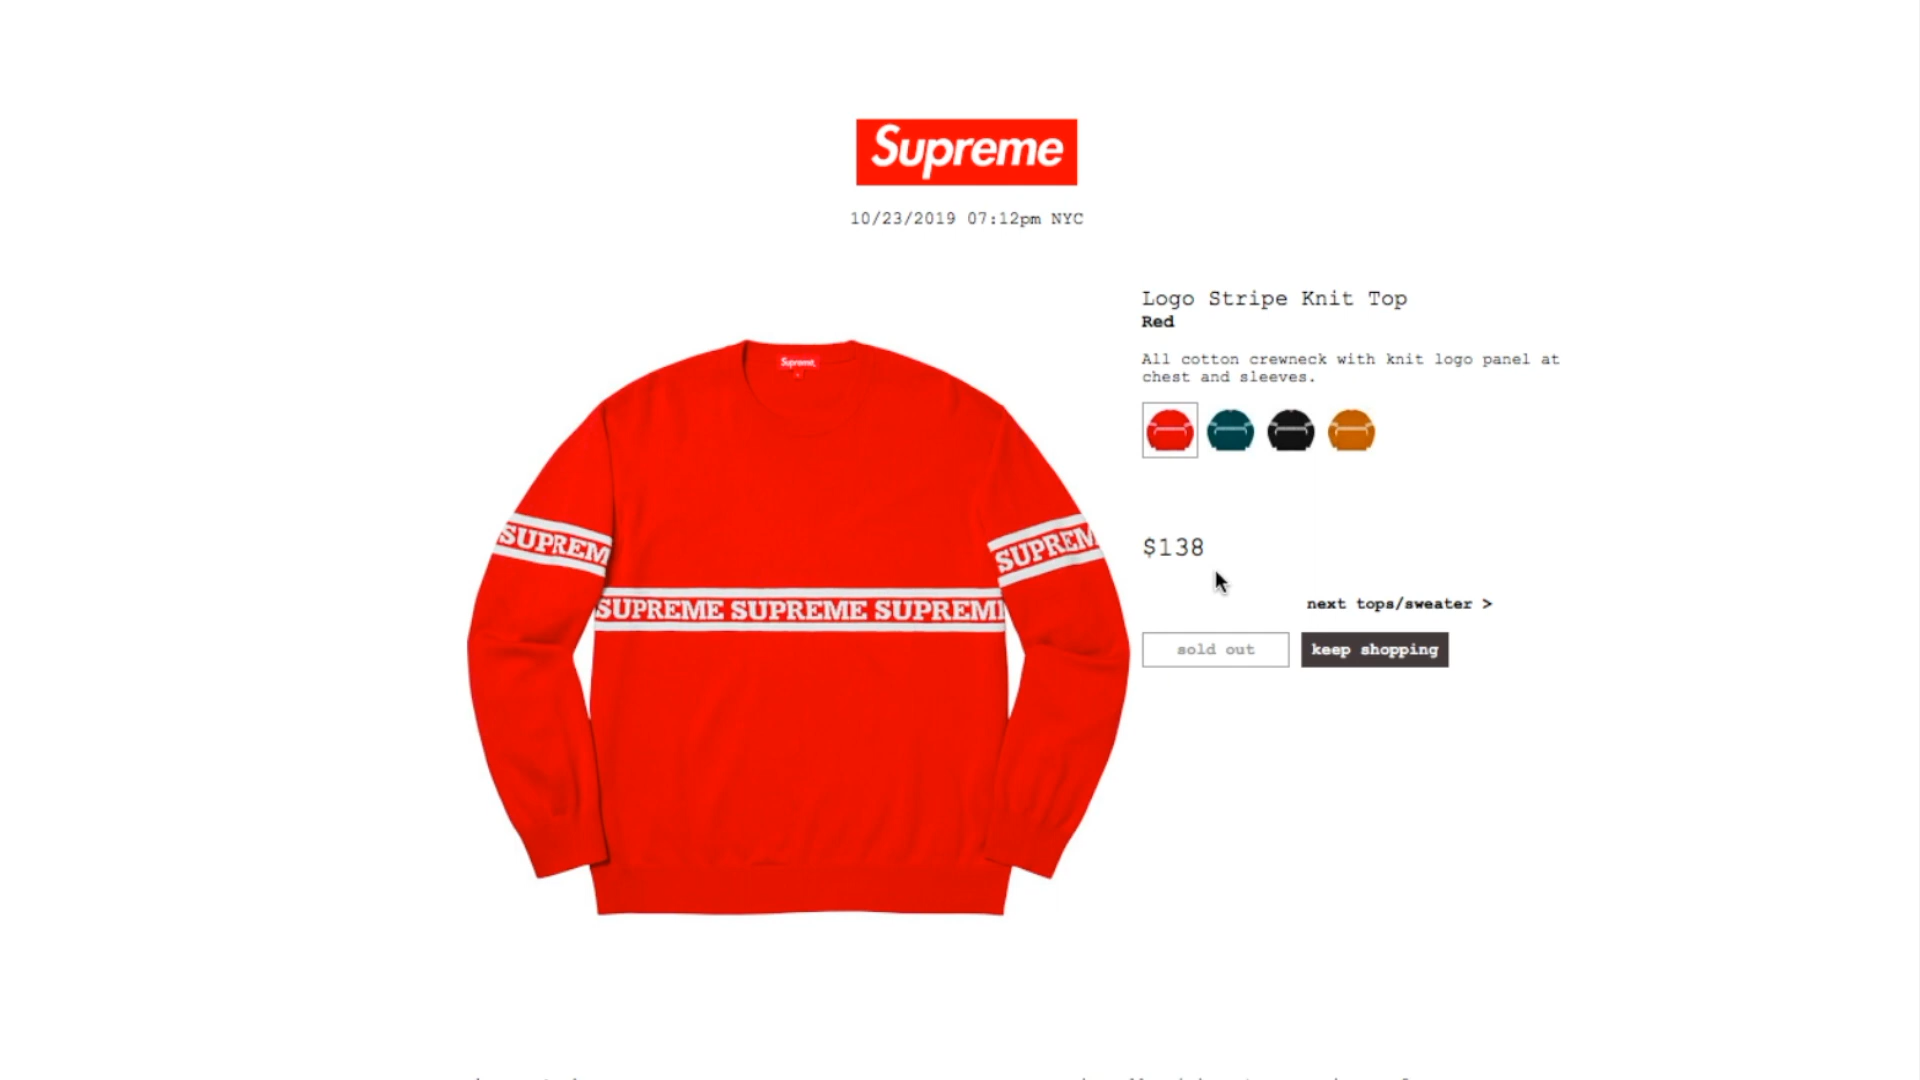 Supreme
10/23/2019 07:12pm NYC
Logo Stripe Knit Top
Red
All cotton crewneck with knit logo panel at
chest and sleeves.
Supreme
SUPREM
SUPREM
SUPREME SUPREME SUPREM
$138
next tops/sweater >
sold out
keep shopping